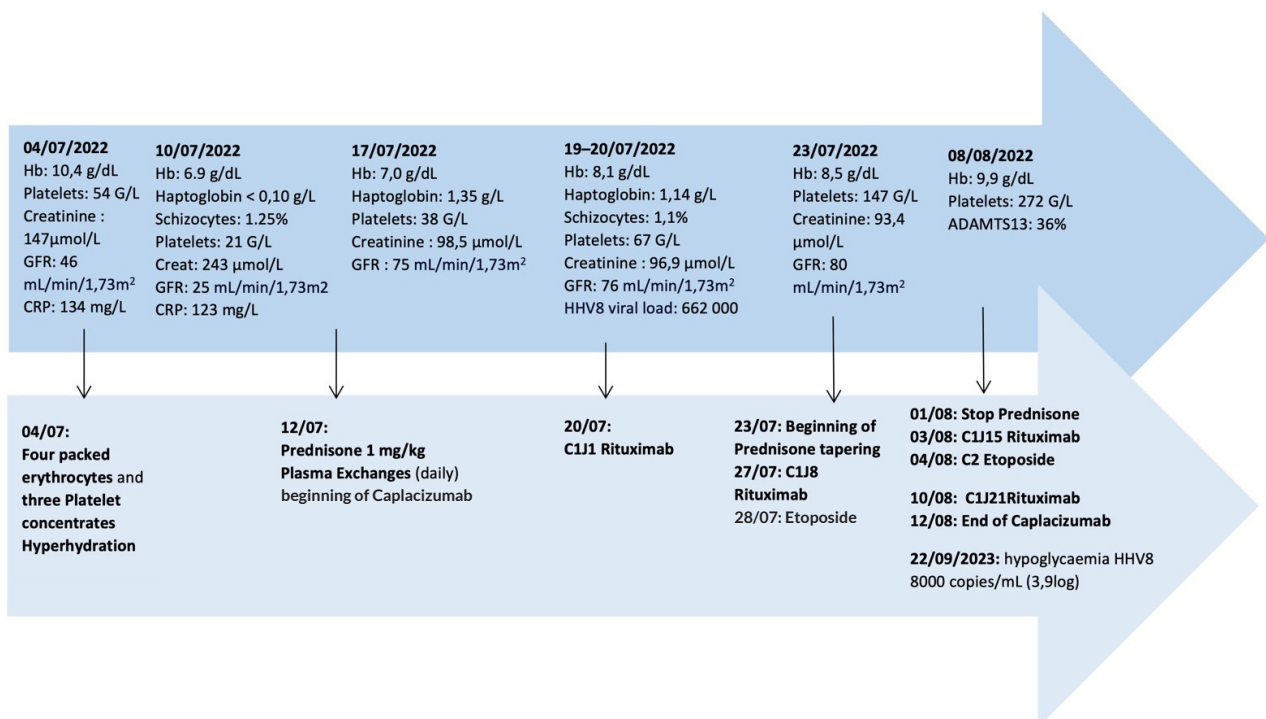 04/07/2022
Hb: 10,4 g/dL
Platelets: 54 G/L
Creatinine :
147µmol/L
GFR: 46
mL/min/1,73m²
CRP: 134 mg/L
10/07/2022
Hb: 6.9 g/dL
Haptoglobin < 0,10 g/L
Schizocytes: 1.25%
Platelets: 21 G/L
Creat: 243 µmol/L
GFR: 25 mL/min/1,73m2
CRP: 123 mg/L
17/07/2022
Hb: 7,0 g/dL
Haptoglobin: 1,35 g/L
Platelets: 38 G/L
Creatinine : 98,5 µmol/L
GFR : 75 mL/min/1,73m²
19–20/07/2022
Hb: 8,1 g/dL
Haptoglobin: 1,14 g/L
Schizocytes: 1,1%
Platelets: 67 G/L
Creatinine : 96,9 µmol/L
GFR: 76 mL/min/1,73m²
HHV8 viral load: 662 000
23/07/2022
Hb: 8,5 g/dL
Platelets: 147 G/L
Creatinine: 93,4
µmol/L
GFR: 80
mL/min/1,73m²
08/08/2022
Hb: 9,9 g/dL
Platelets: 272 G/L
ADAMTS13: 36%
04/07:
Four packed
erythrocytes and
three Platelet
concentrates
Hyperhydration
12/07:
Prednisone 1 mg/kg
Plasma Exchanges (daily)
beginning of Caplacizumab
20/07:
C1J1 Rituximab
23/07: Beginning of
Prednisone tapering
27/07: C1J8
Rituximab
28/07: Etoposide
01/08: Stop Prednisone
03/08: C1J15 Rituximab
04/08: C2 Etoposide
10/08:  C1J21Rituximab
12/08: End of Caplacizumab
22/09/2023: hypoglycaemia HHV8
8000 copies/mL (3,9log)